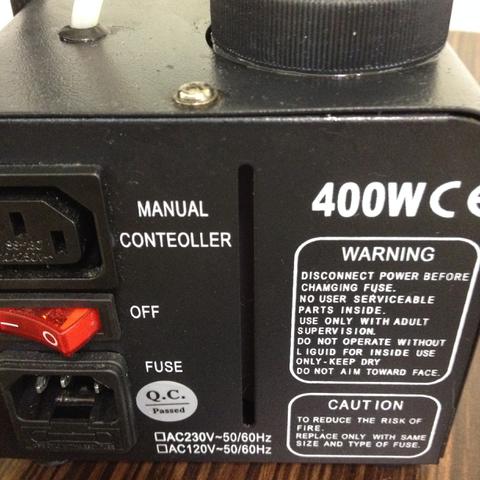 MANUAL
CONTEOLLER
OFF
FUSE
Q.C.
Passed
AC230V~50/60Hz
AC120V~50/60Hz
400W CE
WARNING
DISCONNECT POWER BEFORE
CHANGING FUSE.
NO USER SERVICEABLE
PARTS INSIDE.
USE ONLY WITH ADULT
SUPERVISION.
DO NOT OPERATE WITHOUT
LIGUID FOR INSIDE USE
ONLY-KEEP DRY
DO NOT AIM TOWARD FACE.
CAUTION
TO REDUCE THE RISK OF
FIRE.
REPLACE ONLY WITH SAME
SIZE AND TYPE OF FUSE.